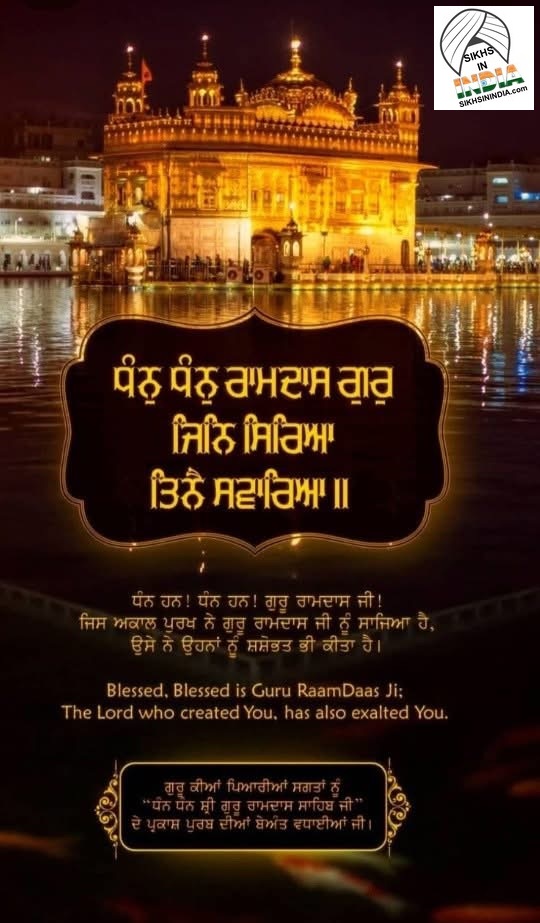 SIKHS
IN
INDIA
SIKHSININDIA.com
ਧੰਨੁ ਧੰਨੁ ਰਾਮਦਾਸ ਗੁਰੁ
ਜਿਨਿ ਸਿਰਿਆ
ਤਿਨੈ ਸਵਾਰਿਆ ॥
ਧੰਨ ਹਨ! ਧੰਨ ਹਨ! ਗੁਰੂ ਰਾਮਦਾਸ ਜੀ!
ਜਿਸ ਅਕਾਲ ਪੁਰਖ ਨੇ ਗੁਰੂ ਰਾਮਦਾਸ ਜੀ ਨੂੰ ਸਾਜਿਆ ਹੈ,
ਉਸੇ ਨੇ ਉਹਨਾਂ ਨੂੰ ਸ਼ਸ਼ੋਭਤ ਭੀ ਕੀਤਾ ਹੈ।
Blessed, Blessed is Guru RaamDaas Ji;
The Lord who created You, has also exalted You.
ਗੁਰੂ ਕੀਆਂ ਪਿਆਰੀਆਂ ਸਗਤਾਂ ਨੂੰ
“ਧੰਨ ਧੰਨ ਸ਼੍ਰੀ ਗੁਰੂ ਰਾਮਦਾਸ ਸਾਹਿਬ ਜੀ”
ਦੇ ਪ੍ਰਕਾਸ਼ ਪੁਰਬ ਦੀਆਂ ਬੇਅੰਤ ਵਧਾਈਆਂ ਜੀ।